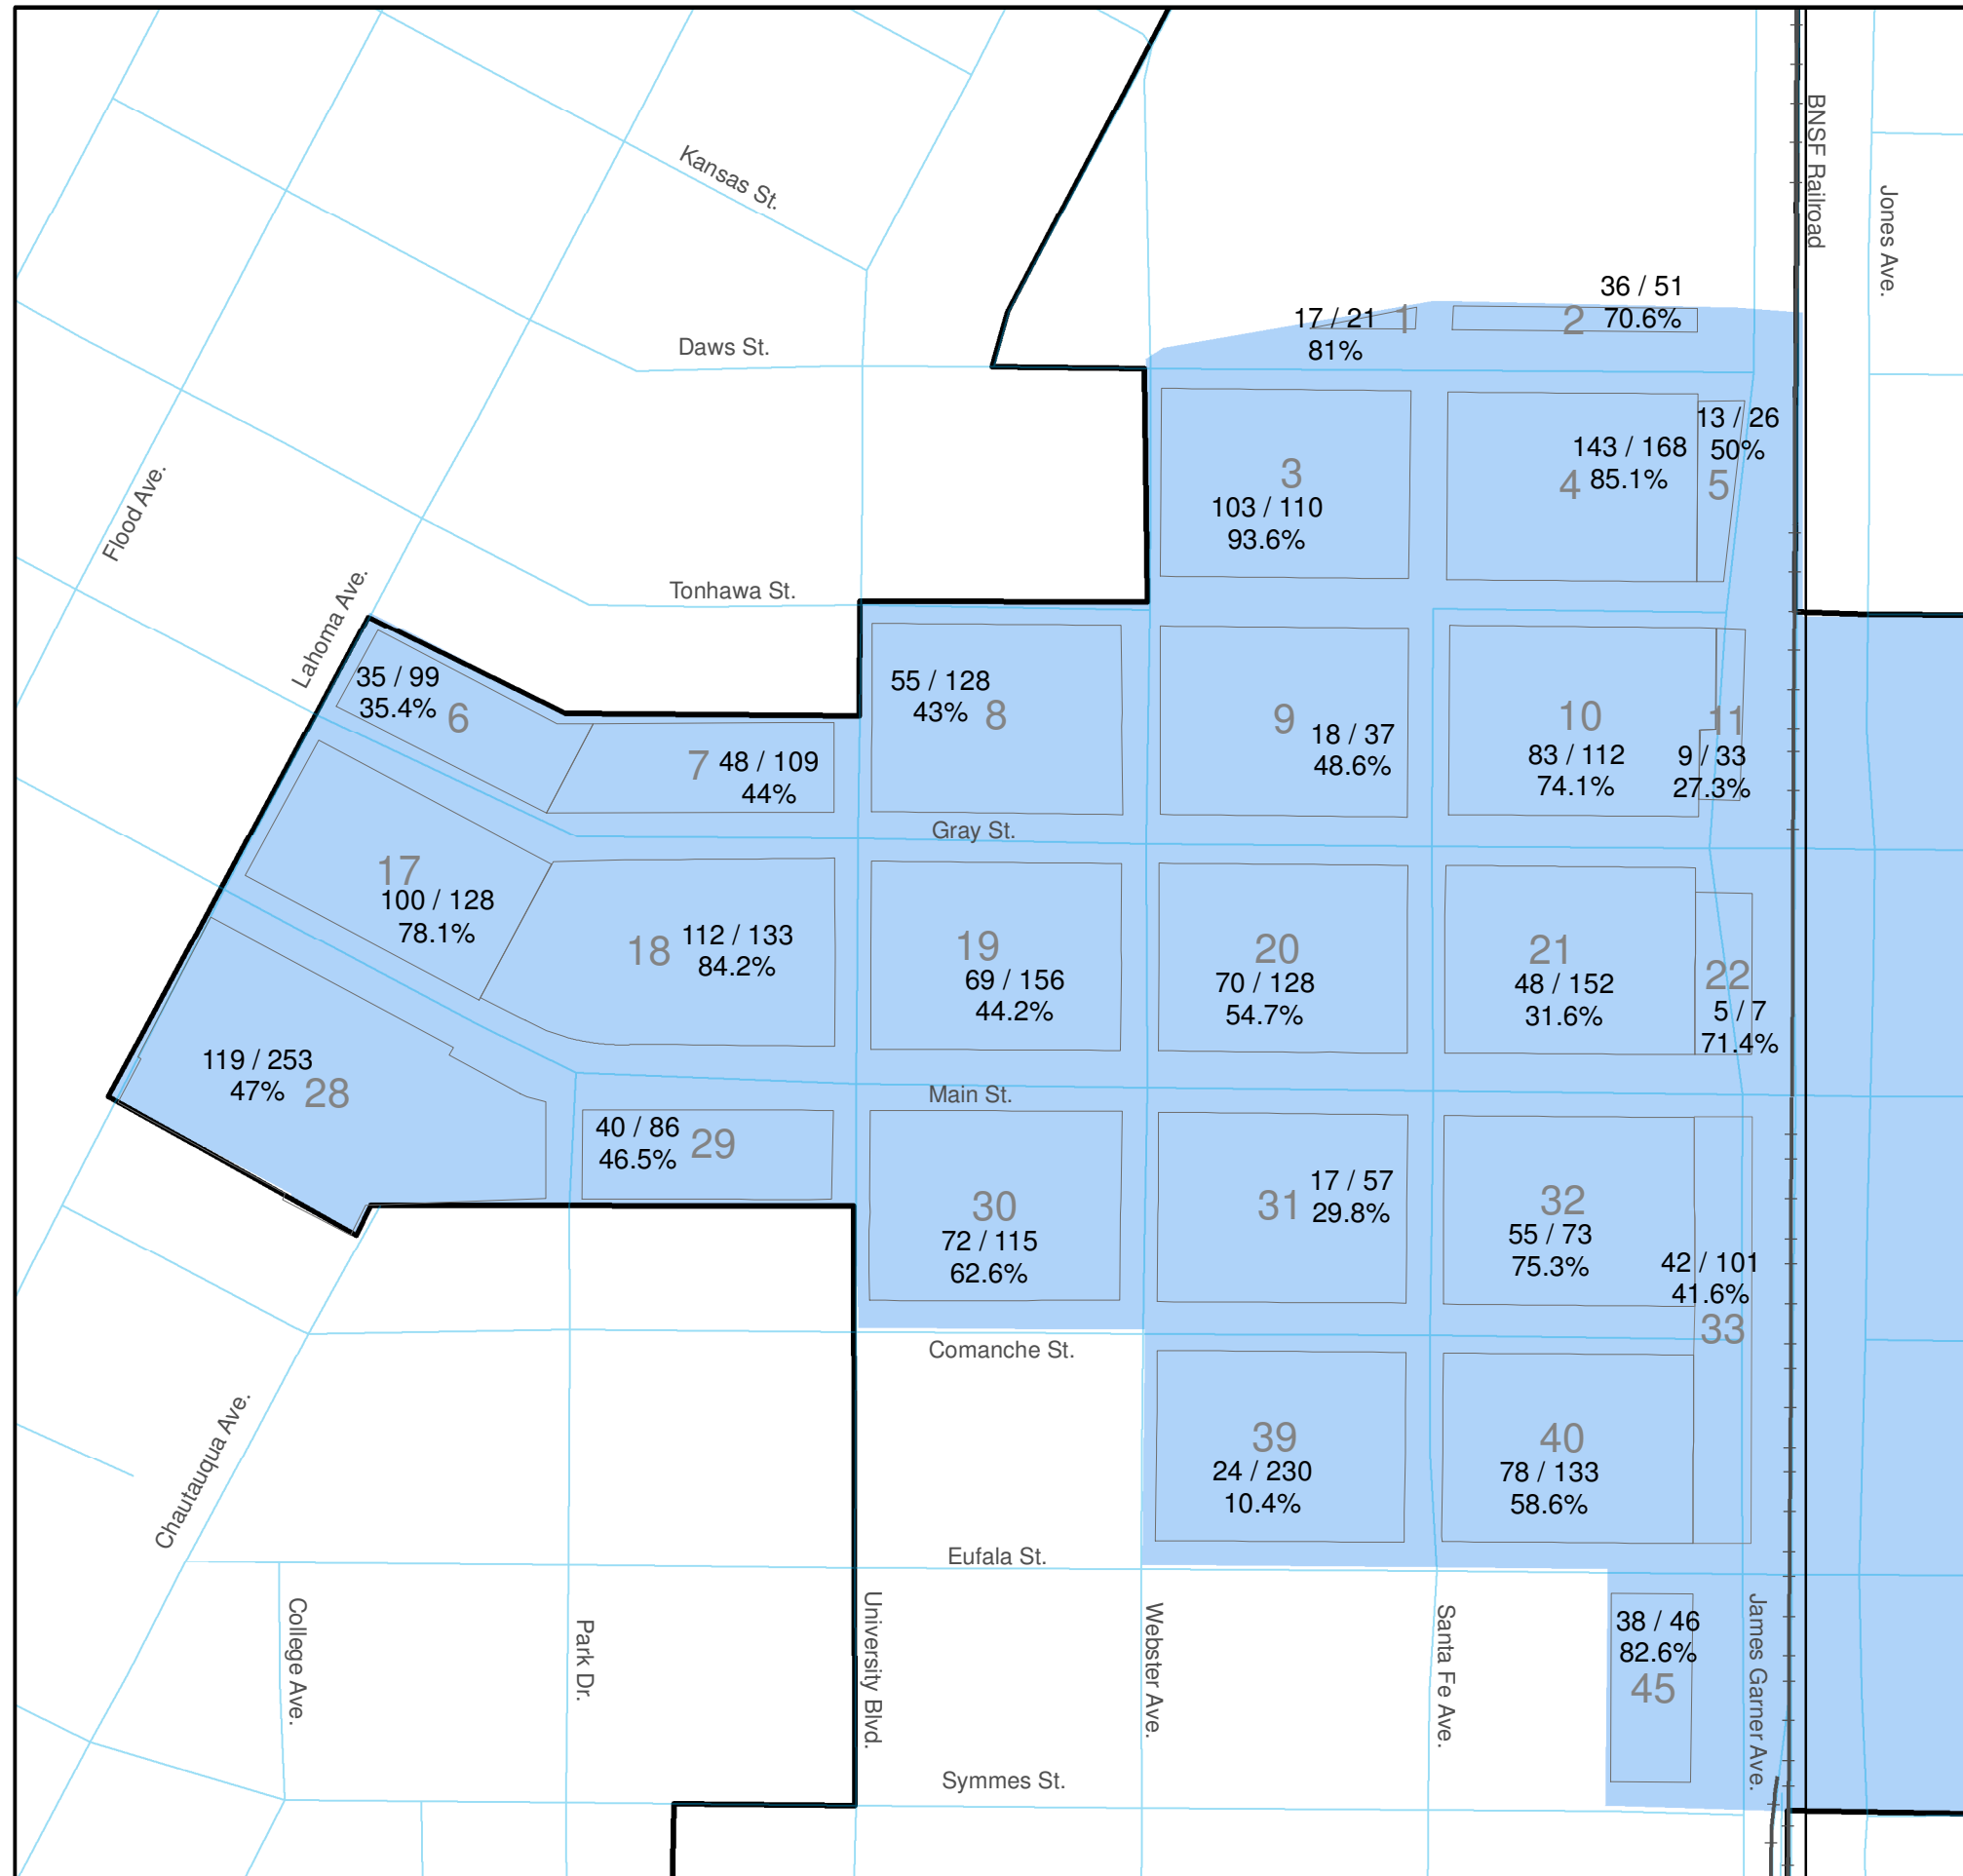 Kansas St.
BNSF Railroad
Jones Ave.
36 / 51
2 70.6%
17 / 21 1
81%
Daws St.
13 / 26
50%
5
143 / 168
4 85.1%
3
103 / 110
93.6%
Flood Ave.
Lahoma Ave.
Tonhawa St.
35 / 99
35.4% 6
7 48 / 109
44%
55 / 128
43% 8
9 18 / 37
48.6%
10
83 / 112
74.1%
11
9 / 33
27.3%
Gray St.
17
100 / 128
78.1%
18 112 / 133
84.2%
19
69 / 156
44.2%
20
70 / 128
54.7%
21
48 / 152
31.6%
22
5 / 7
71.4%
119 / 253
47% 28
Main St.
40 / 86
46.5% 29
30
72 / 115
62.6%
17 / 57
31 29.8%
32
55 / 73
75.3%
42 / 101
41.6%
33
Comanche St.
Chautauqua Ave.
39
24 / 230
10.4%
40
78 / 133
58.6%
Eufala St.
College Ave.
Park Dr.
University Blvd.
Webster Ave.
Santa Fe Ave.
38 / 46
82.6%
45
James Garner Ave.
Symmes St.